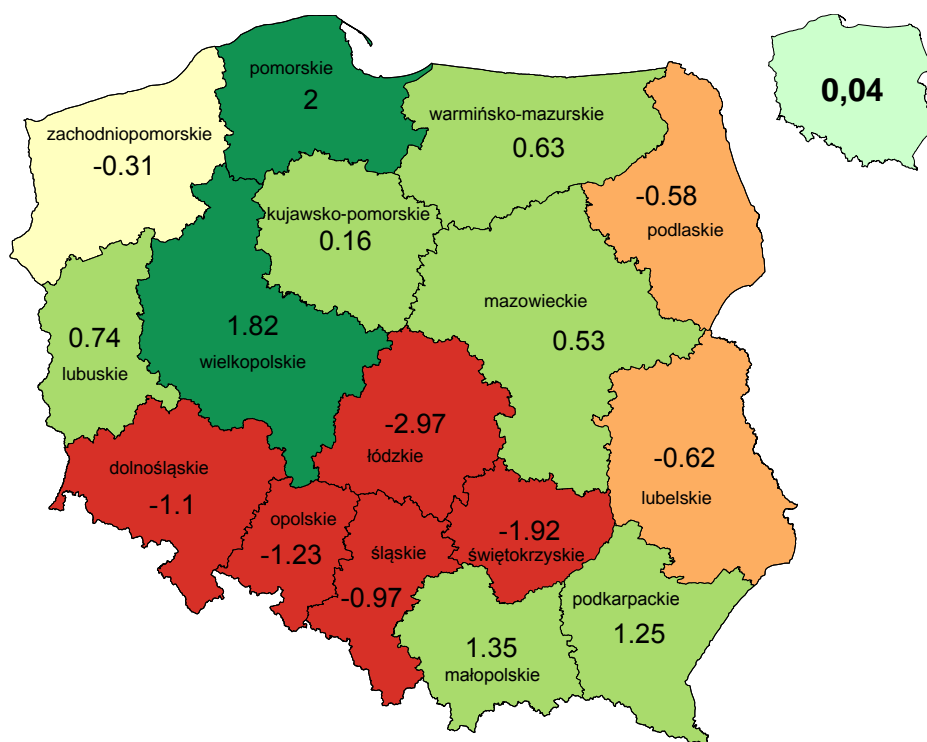 pomorskie
2
0,04
zachodniopomorskie
-0.31
warmińsko-mazurskie
0.63
-0.58
podlaskie
kujawsko-pomorskie
0.16
mazowieckie
0.53
0.74
lubuskie
1.82
wielkopolskie
-2.97
łódzkie
-0.62
lubelskie
dolnośląskie
-1.1
opolskie
-1.23
śląskie
-0.97
-1.92
świętokrzyskie
podkarpackie
1.25
1.35
małopolskie